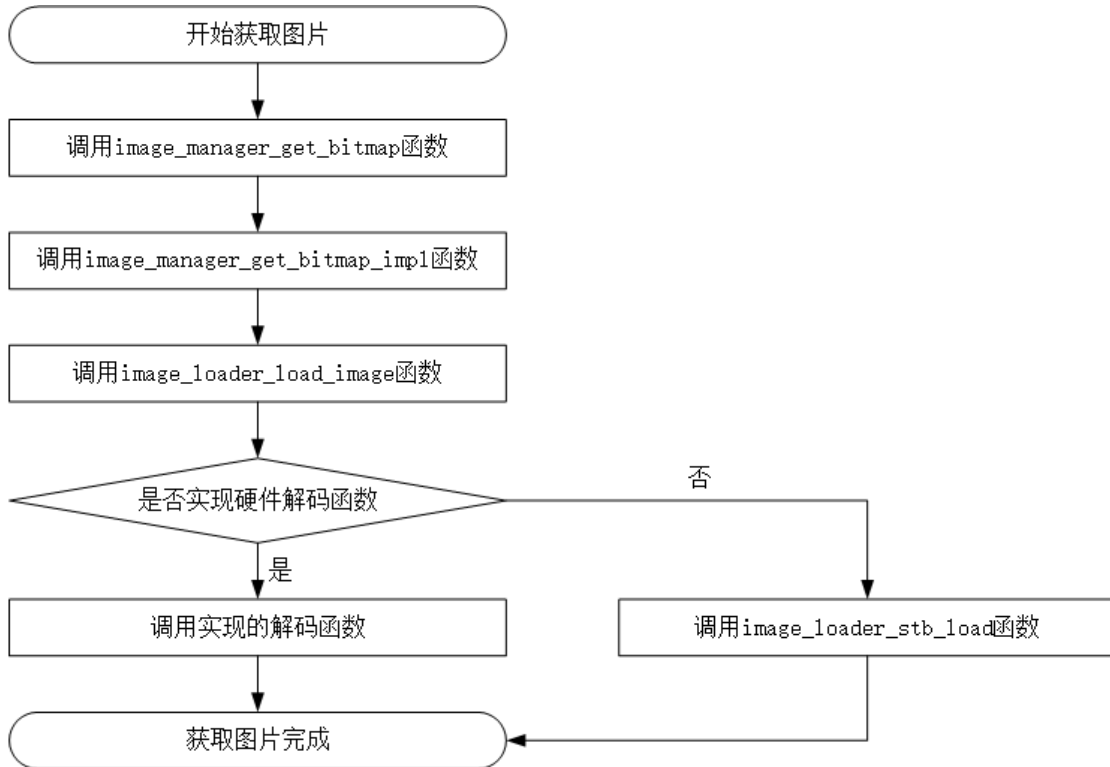 开始获取图片
调用image_manager_get_bitmap函数
调用image_manager_get_bitmap_impl函数
调用image_loader_load_image函数
是否实现硬件解码函数
否
是
调用实现的解码函数
调用image_loader_stb_load函数
获取图片完成